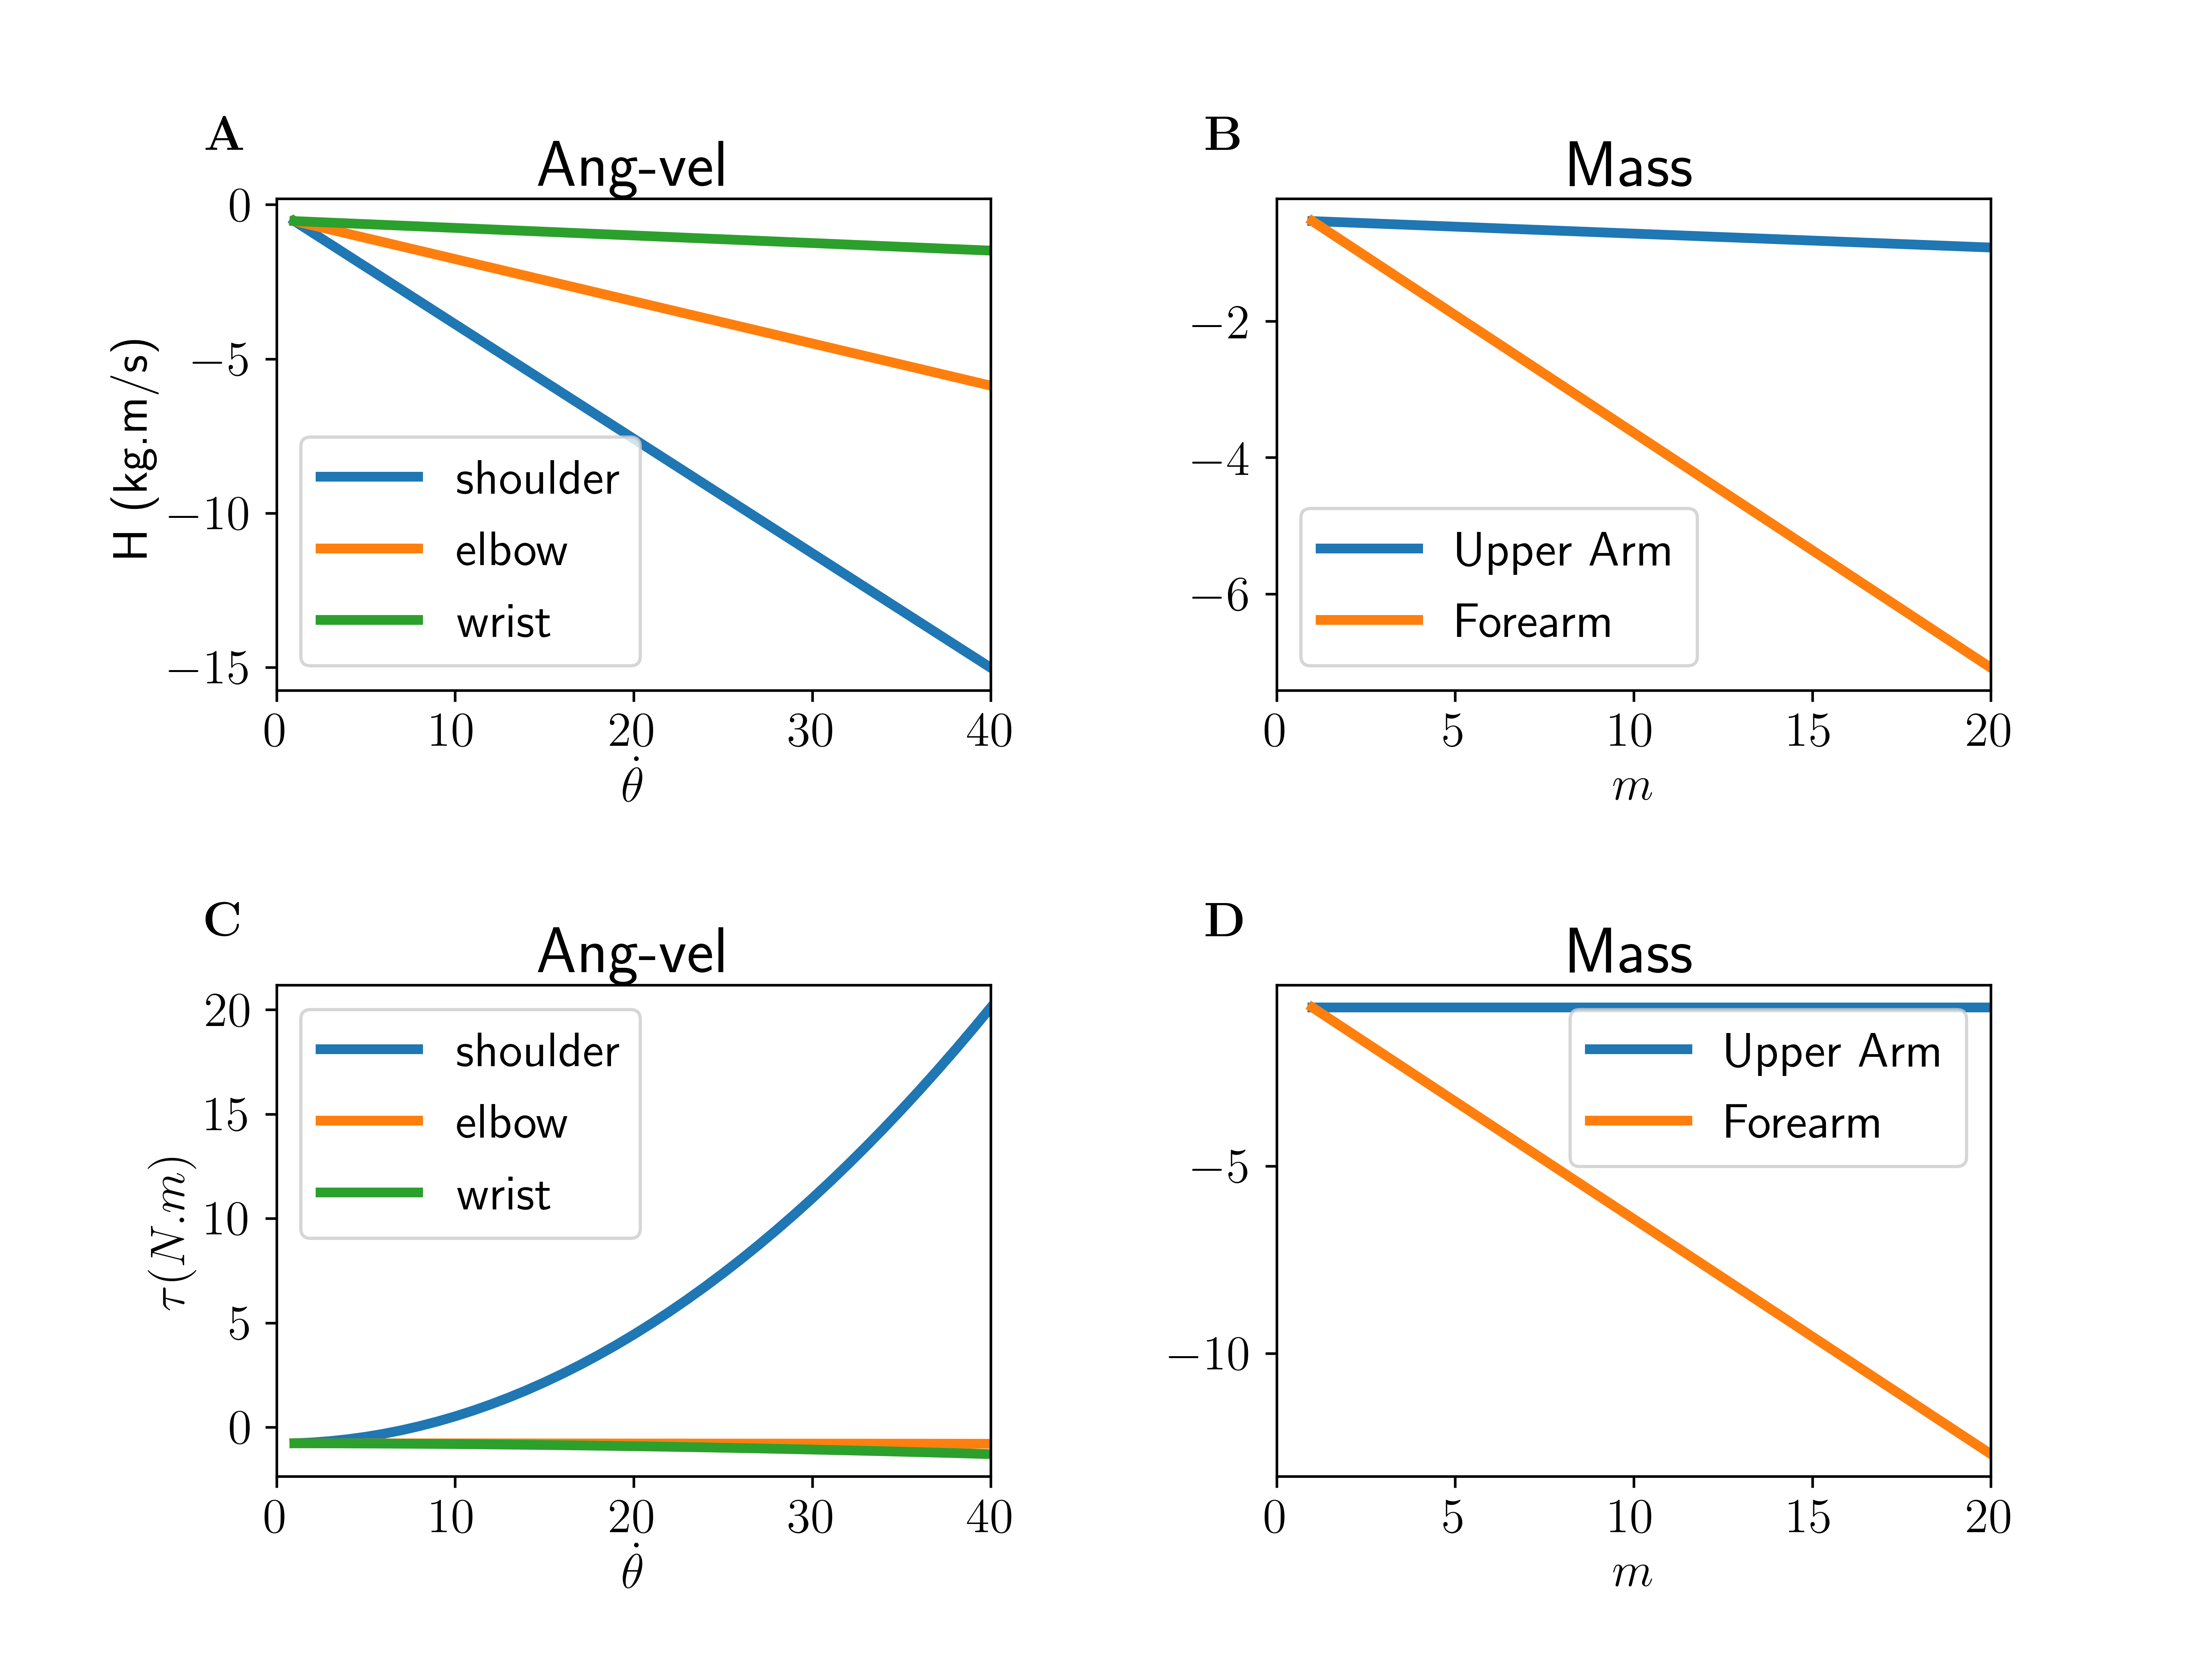 A
Ang-vel
H (kg.m/s)
0
−5
−10
−15
shoulder
elbow
wrist
0 10 20 30 40
θ̇
B
Mass
−2
−4
−6
Upper Arm
Forearm
0 5 10 15 20
m
C
Ang-vel
τ(N.m)
20
15
10
5
0
shoulder
elbow
wrist
0 10 20 30 40
θ̇
D
Mass
−5
−10
Upper Arm
Forearm
0 5 10 15 20
m